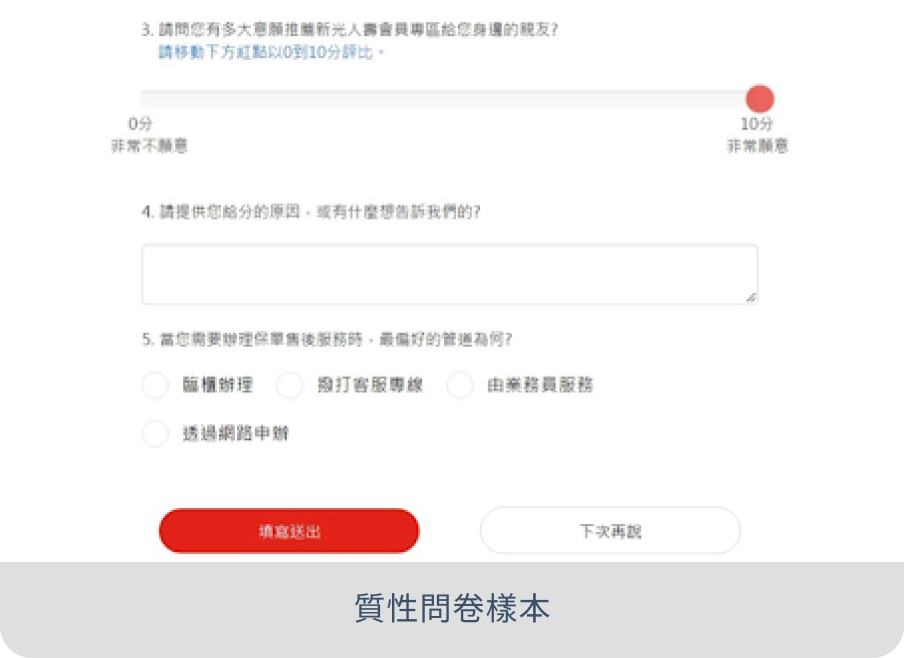 3. 請問您有多大意願推薦新光人壽會員專區給您身邊的親友?
請移動下方紅點以0到10分評比。
0分
10分
非常不願意
非常願意
4. 請提供您給分的原因，或有什麼想告訴我們的?
5. 當您需要辦理保單售後服務時，最偏好的管道為何?
臨櫃辦理 撥打客服專線 由業務員服務
透過網路申辦
填寫送出 下次再說
質性問卷樣本